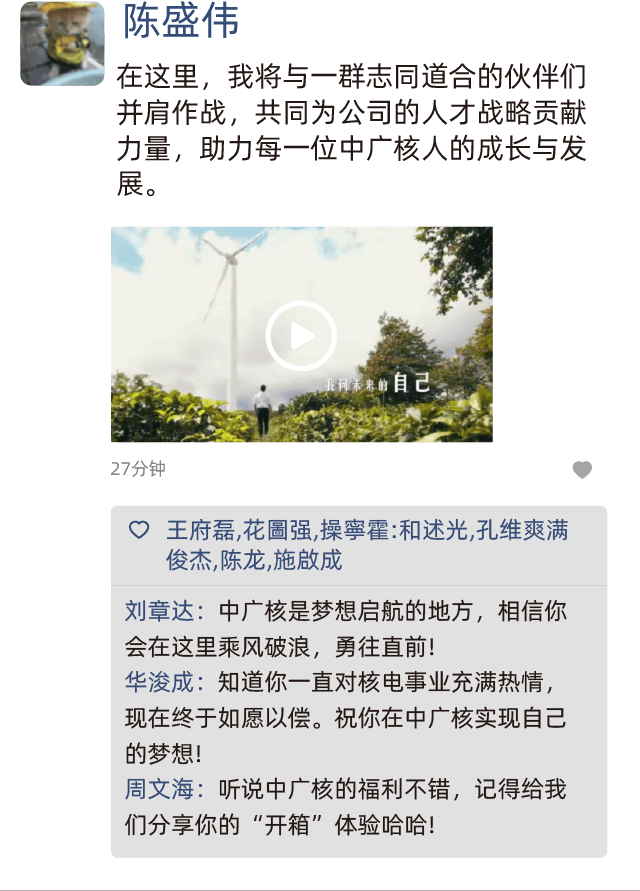 陈盛伟
在这里，我将与一群志同道合的伙伴们
并肩作战，共同为公司的人才战略贡献
力量，助力每一位中广核人的成长与发
展。
我同未来的自己
27分钟
王府磊,花圖强,操寧霍:和述光,孔维爽满
俊杰,陈龙,施啟成
刘章达：中广核是梦想启航的地方，相信你
会在这里乘风破浪，勇往直前!
华浚成：知道你一直对核电事业充满热情，
现在终于如愿以偿。祝你在中广核实现自己
的梦想!
周文海：听说中广核的福利不错，记得给我
们分享你的“开箱”体验哈哈!